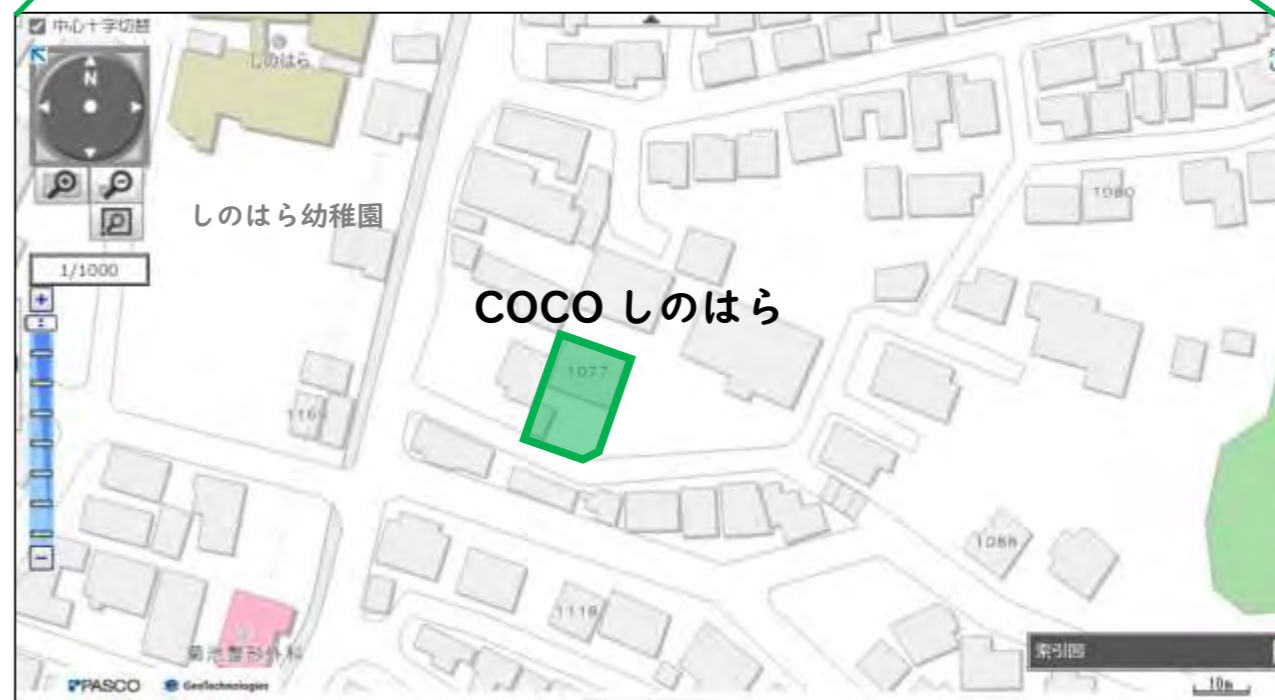 中心十字切替
しのはら
N
しのはら幼稚園
1080
1/1000
COCO しのはら
1077
1088
1118
菊池整形外科
索引図
PASCO
GeoTechnologies
10m